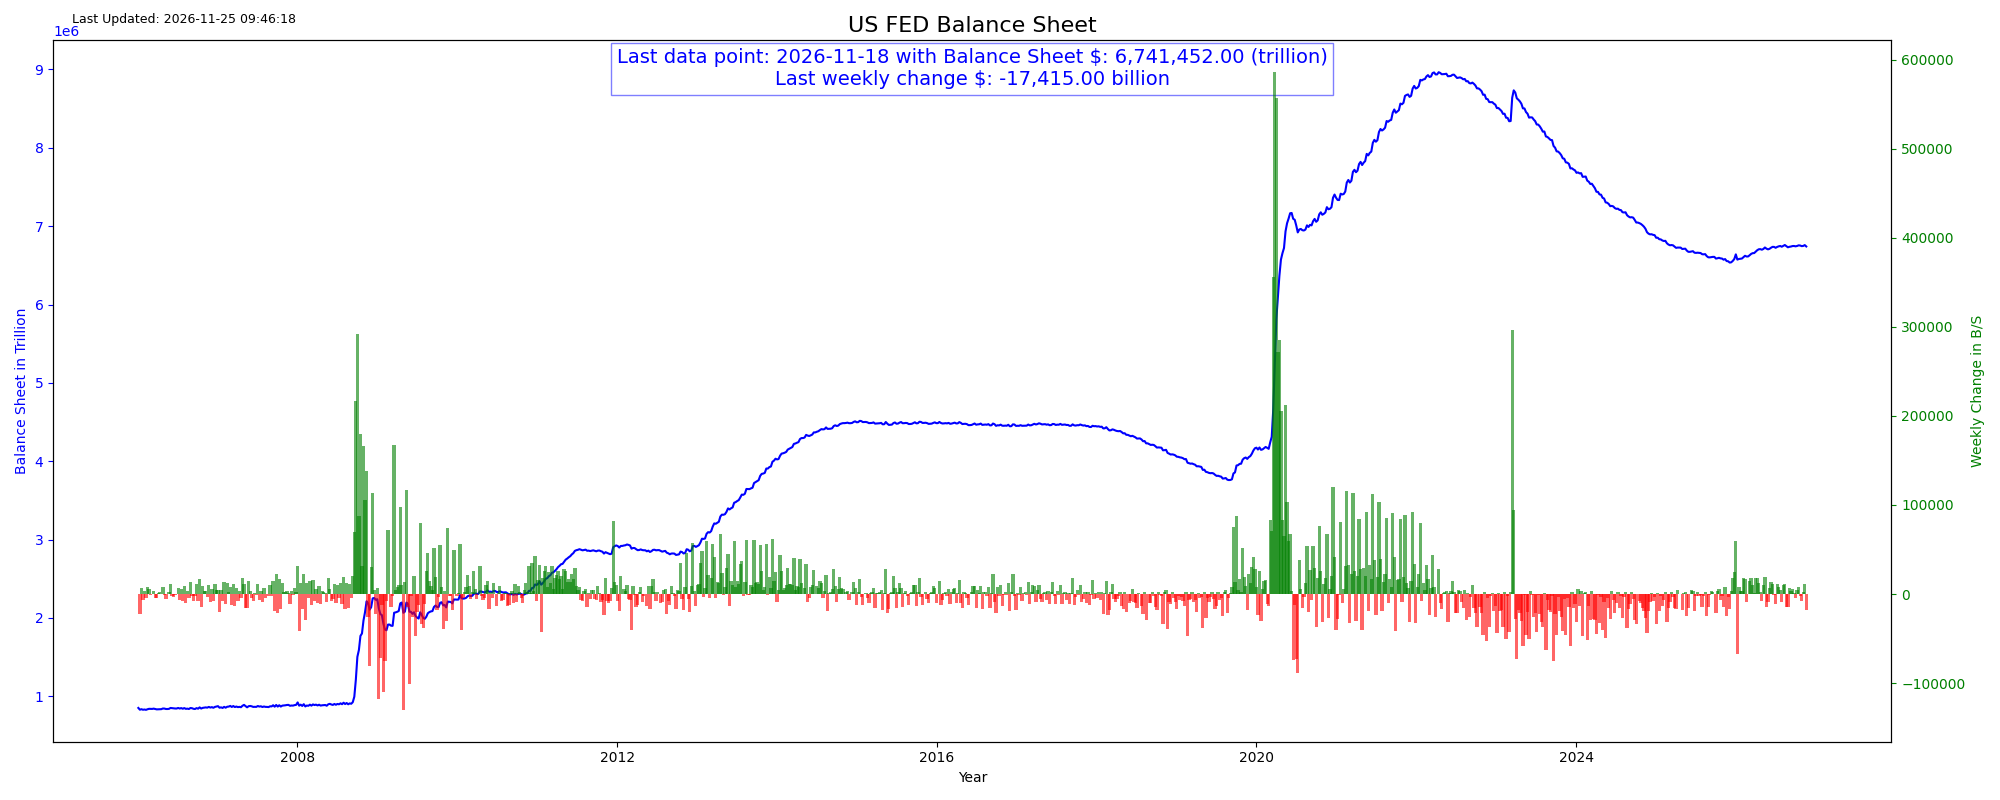 Last Updated: 2026-11-25 09:46:18
US FED Balance Sheet
1e6
Last data point: 2026-11-18 with Balance Sheet $: 6,741,452.00 (trillion)
Last weekly change $: -17,415.00 billion
9
8
7
6
5
4
3
2
1
Balance Sheet in Trillion
600000
500000
400000
300000
200000
100000
0
−100000
Weekly Change in B/S
2008
2012
2016
2020
2024
Year